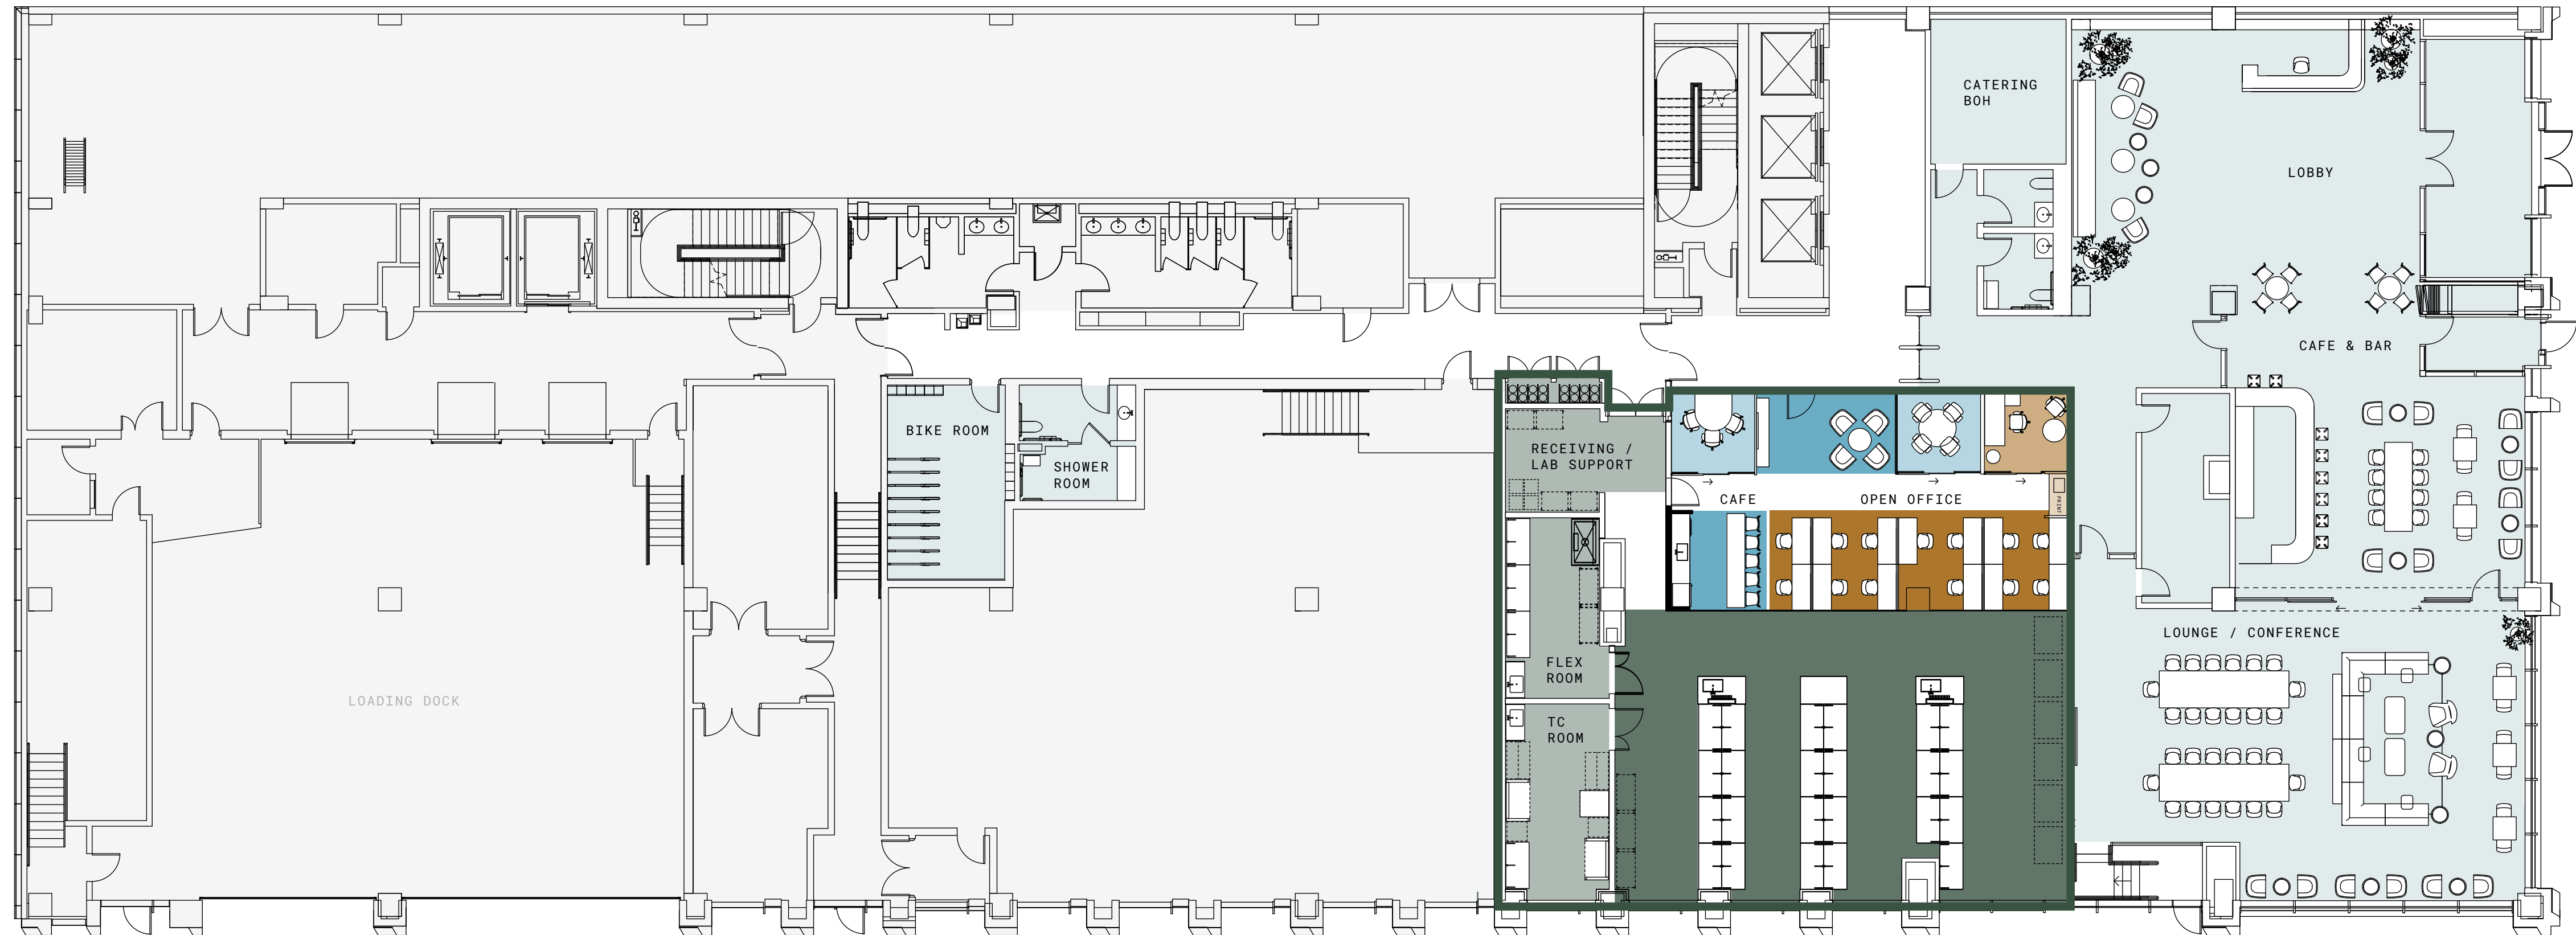 CATERING
BOH
LOBBY
CAFE & BAR
BIKE ROOM
SHOWER
ROOM
RECEIVING /
LAB SUPPORT
CAFE
OPEN OFFICE
PRINT
LOUNGE / CONFERENCE
FLEX
ROOM
TC
ROOM
LOADING DOCK